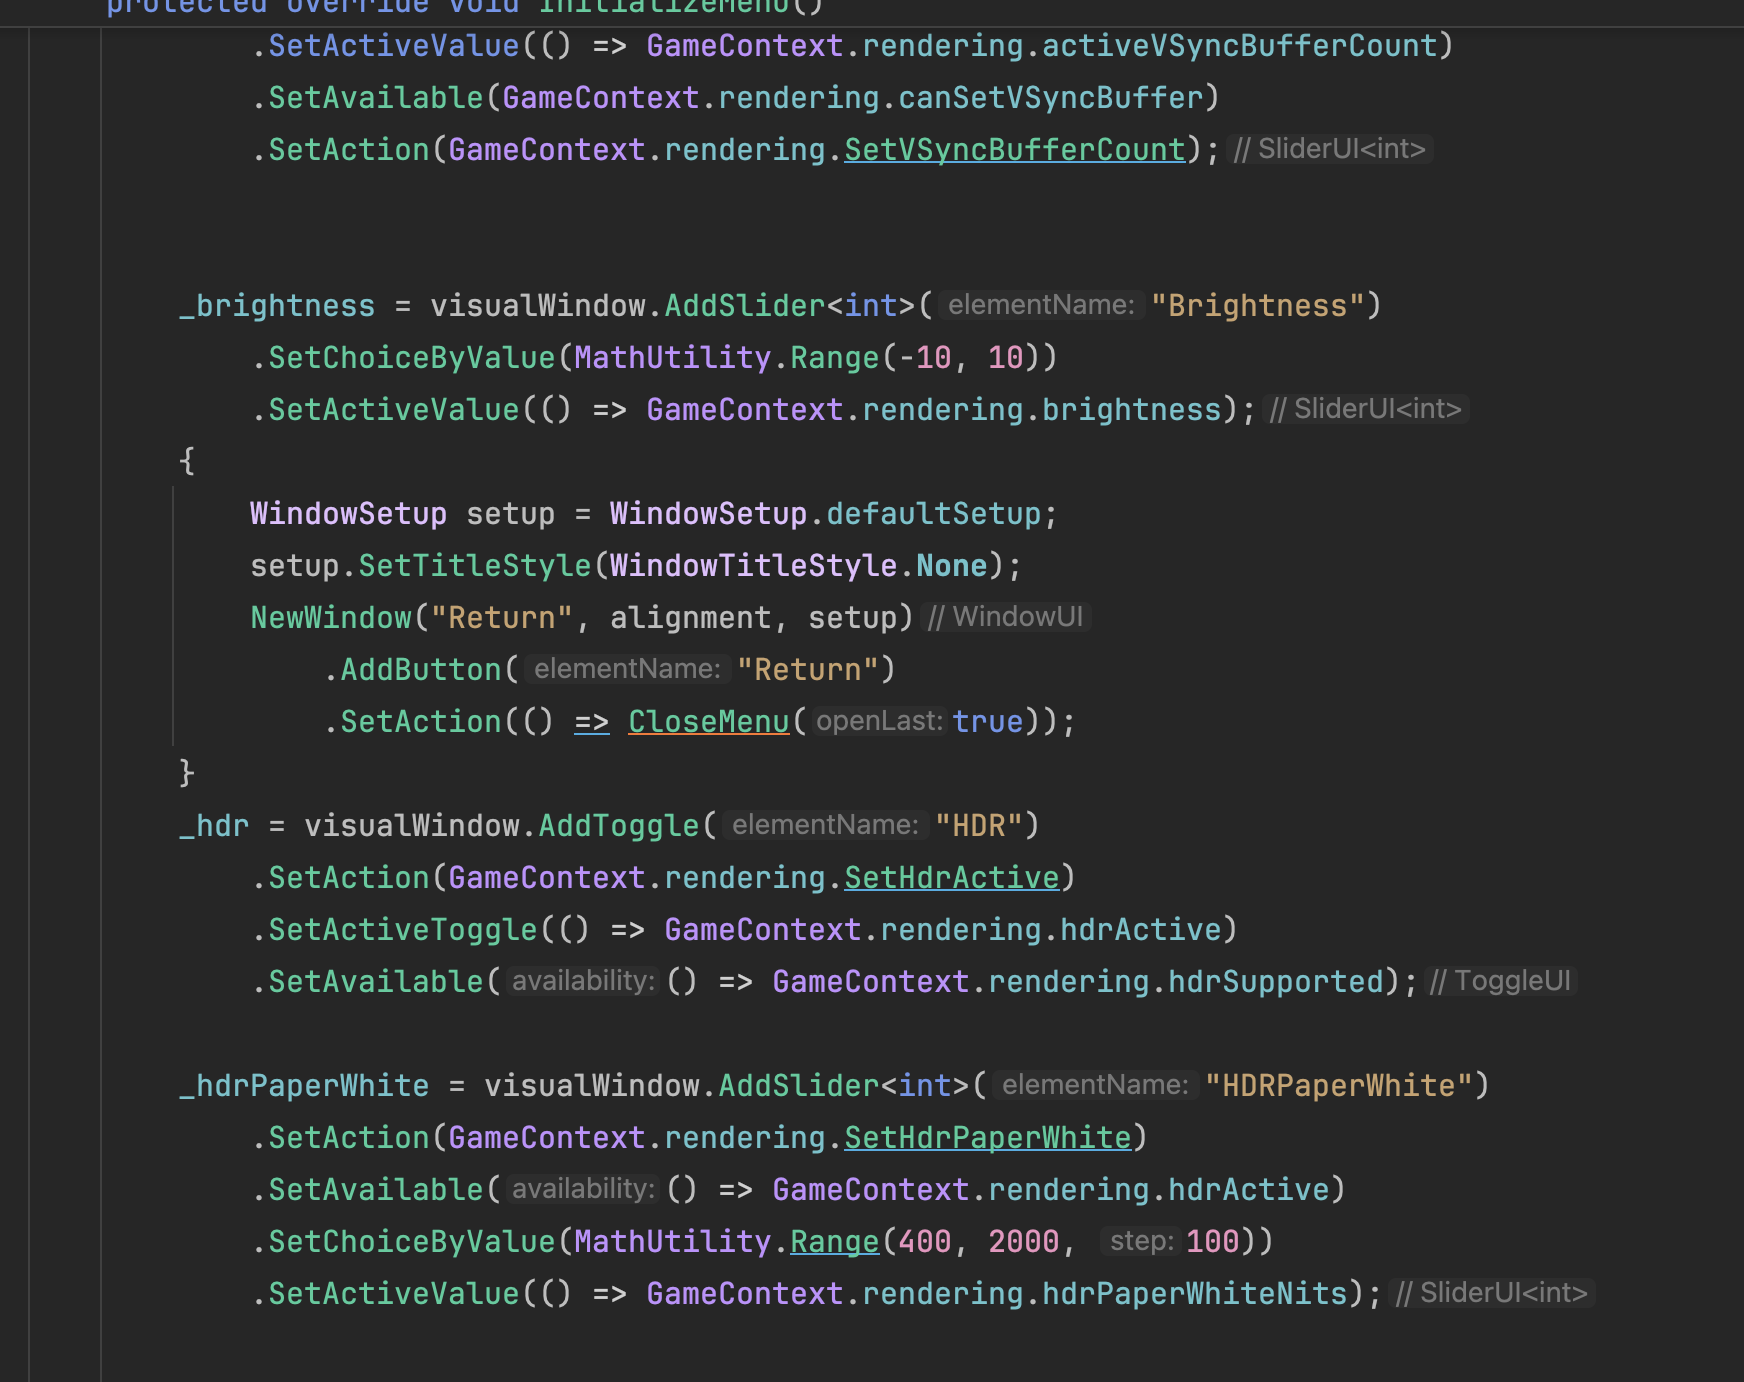 protected override void InitializeMenu()
.SetActiveValue(() => GameContext.rendering.activeVSyncBufferCount)
.SetAvailable(GameContext.rendering.canSetVSyncBuffer)
.SetAction(GameContext.rendering.SetVSyncBufferCount); // SliderUI<int>
_brightness = visualWindow.AddSlider<int>( elementName: "Brightness")
.SetChoiceByValue(MathUtility.Range(-10, 10))
.SetActiveValue(() => GameContext.rendering.brightness); // SliderUI<int>
{
WindowSetup setup = WindowSetup.defaultSetup;
setup.SetTitleStyle(WindowTitleStyle.None);
NewWindow("Return", alignment, setup) // WindowUI
.AddButton( elementName: "Return")
.SetAction(() => CloseMenu( openLast: true));
}
_hdr = visualWindow.AddToggle( elementName: "HDR")
.SetAction(GameContext.rendering.SetHdrActive)
.SetActiveToggle(() => GameContext.rendering.hdrActive)
.SetAvailable( availability: () => GameContext.rendering.hdrSupported); // ToggleUI
_hdrPaperWhite = visualWindow.AddSlider<int>( elementName: "HDRPaperWhite")
.SetAction(GameContext.rendering.SetHdrPaperWhite)
.SetAvailable( availability: () => GameContext.rendering.hdrActive)
.SetChoiceByValue(MathUtility.Range(400, 2000, step: 100))
.SetActiveValue(() => GameContext.rendering.hdrPaperWhiteNits); // SliderUI<int>